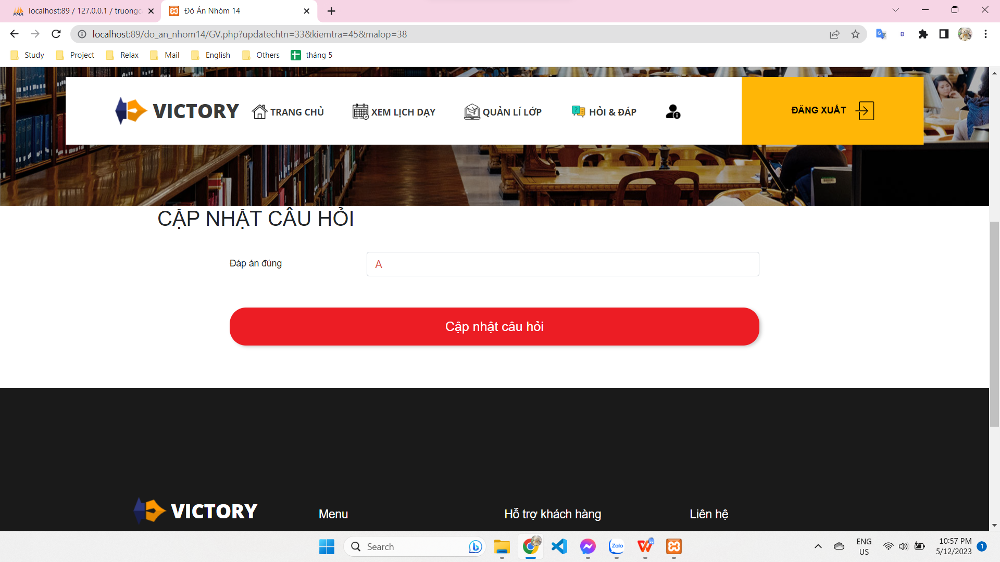 localhost:89 / 127.0.0.1 / truongc
Đò Án Nhóm 14
localhost:89/do_an_nhom14/GV.php?updatechtn=33&kiemtra=45&malop=38
B
Study
Project
Relax
Mail
English
Others
tháng 5
VICTORY
TRANG CHỦ
XEM LỊCH DẠY
QUẢN LÍ LỚP
HỎI & ĐÁP
ĐĂNG XUẤT
CẬP NHẬT CÂU HỎI
Đáp án đúng
A
Cập nhật câu hỏi
VICTORY
Menu
Hỗ trợ khách hàng
Liên hệ
Search
Zalo
ENG
US
10:57 PM
5/12/2023
1